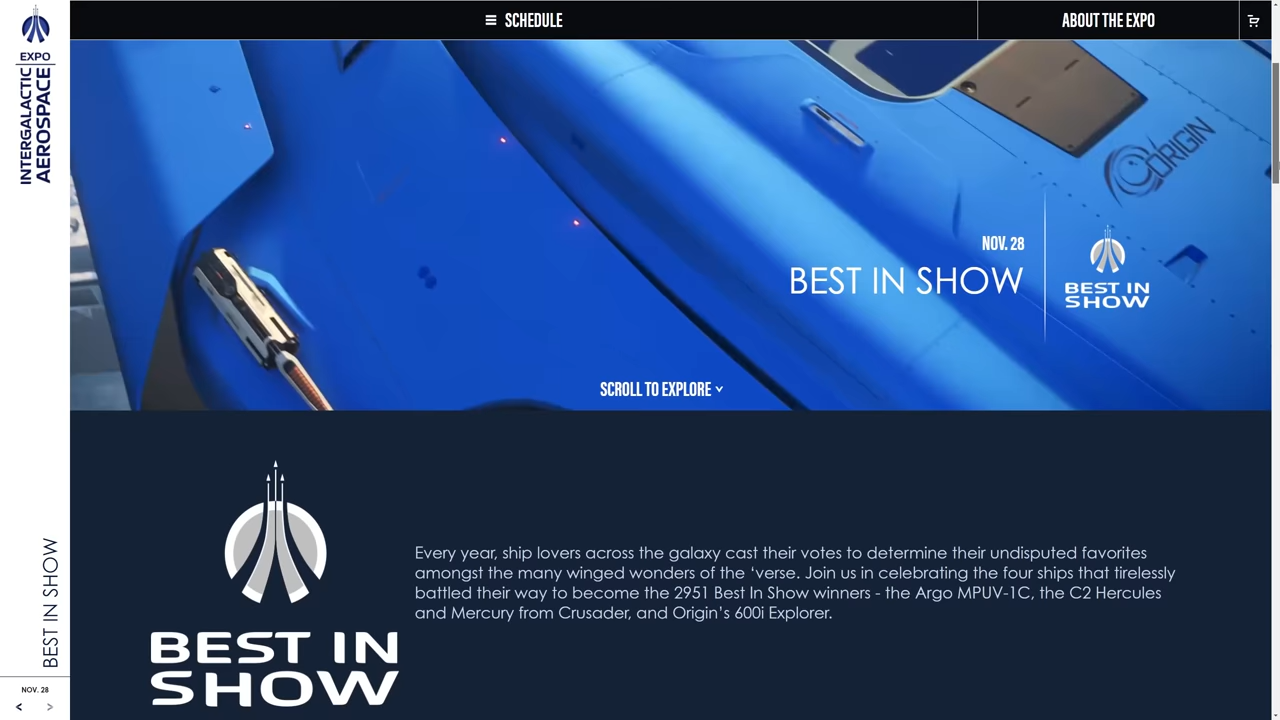 EXPO
INTERGALACTIC
AEROSPACE
SCHEDULE
ABOUT THE EXPO
ORIGIN
NOV. 28
BEST IN SHOW
BEST IN
SHOW
SCROLL TO EXPLORE
BEST IN
SHOW
Every year, ship lovers across the galaxy cast their votes to determine their undisputed favorites
amongst the many winged wonders of the ‘verse. Join us in celebrating the four ships that tirelessly
battled their way to become the 2951 Best In Show winners - the Argo MPUV-1C, the C2 Hercules
and Mercury from Crusader, and Origin’s 600i Explorer.
BEST IN SHOW
NOV. 28